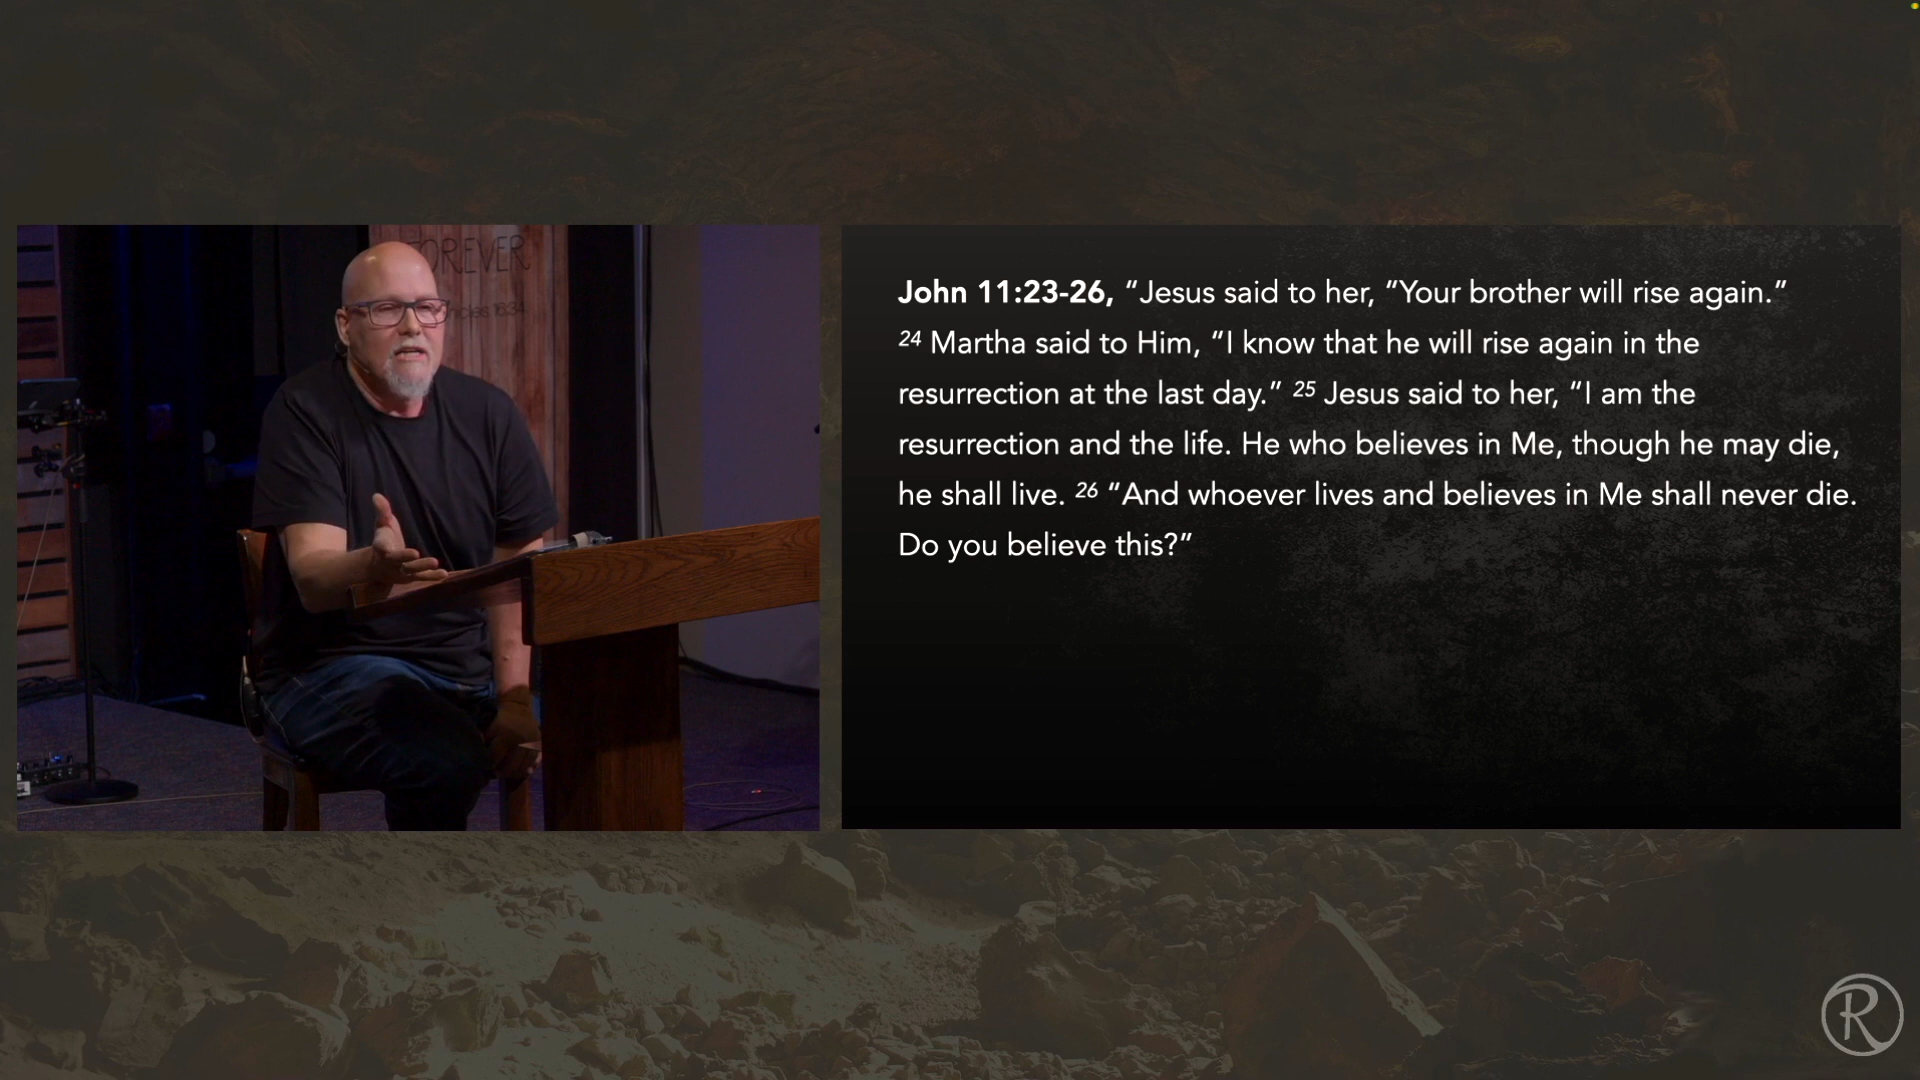 FOREVER
icles 16:34
John 11:23-26, “Jesus said to her, “Your brother will rise again.”
24 Martha said to Him, “I know that he will rise again in the
resurrection at the last day.” 25 Jesus said to her, “I am the
resurrection and the life. He who believes in Me, though he may die,
he shall live. 26 “And whoever lives and believes in Me shall never die.
Do you believe this?”
R